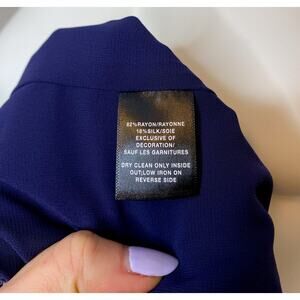 82%RAYON/RAYONNE
18%SILK/SOIE
EXCLUSIVE OF
DECORATION/
SAUF LES GARNITURES
DRY CLEAN ONLY INSIDE
OUT;LOW IRON ON
REVERSE SIDE